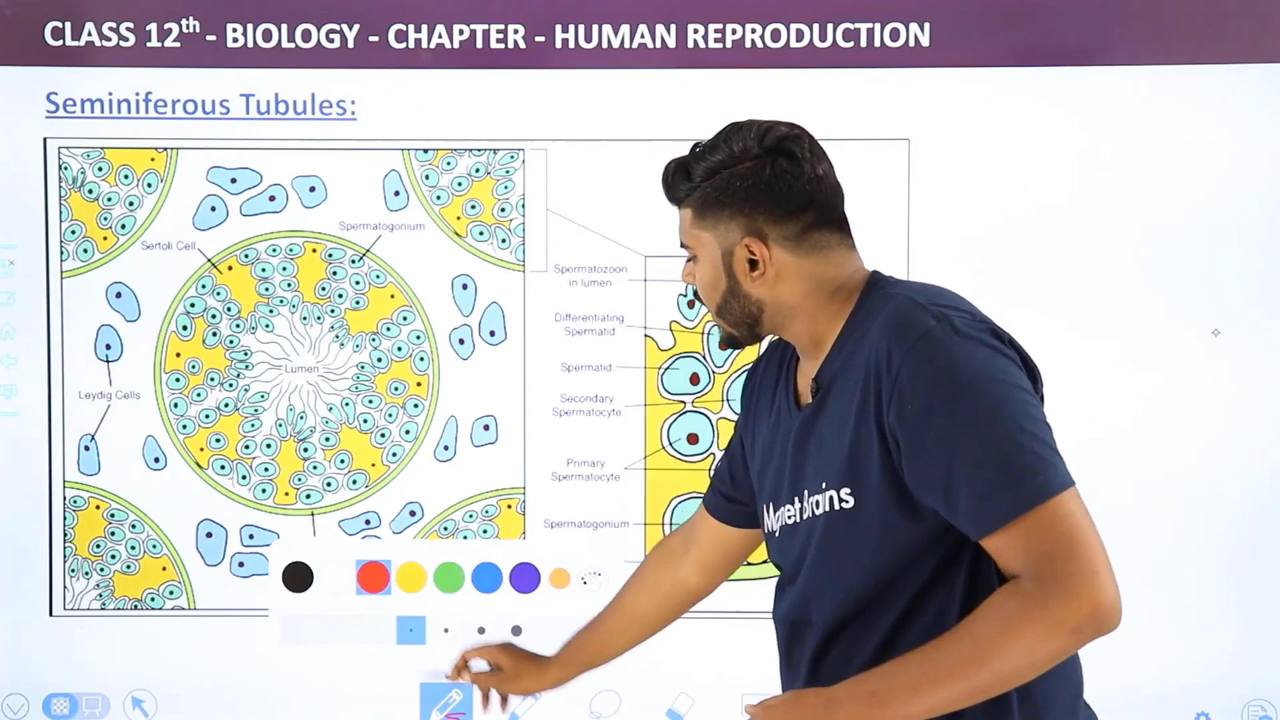 CLASS 12th - BIOLOGY - CHAPTER - HUMAN REPRODUCTION
Seminiferous Tubules:
Spermatogonium
Sertoli Cell
Lumen
Leydig Cells
Spermatozoon
in lumen
Differentiating
Spermatid
Spermatid
Secondary
Spermatocyte
Primary
Spermatocyte
Spermatogonium
Magnet Brains